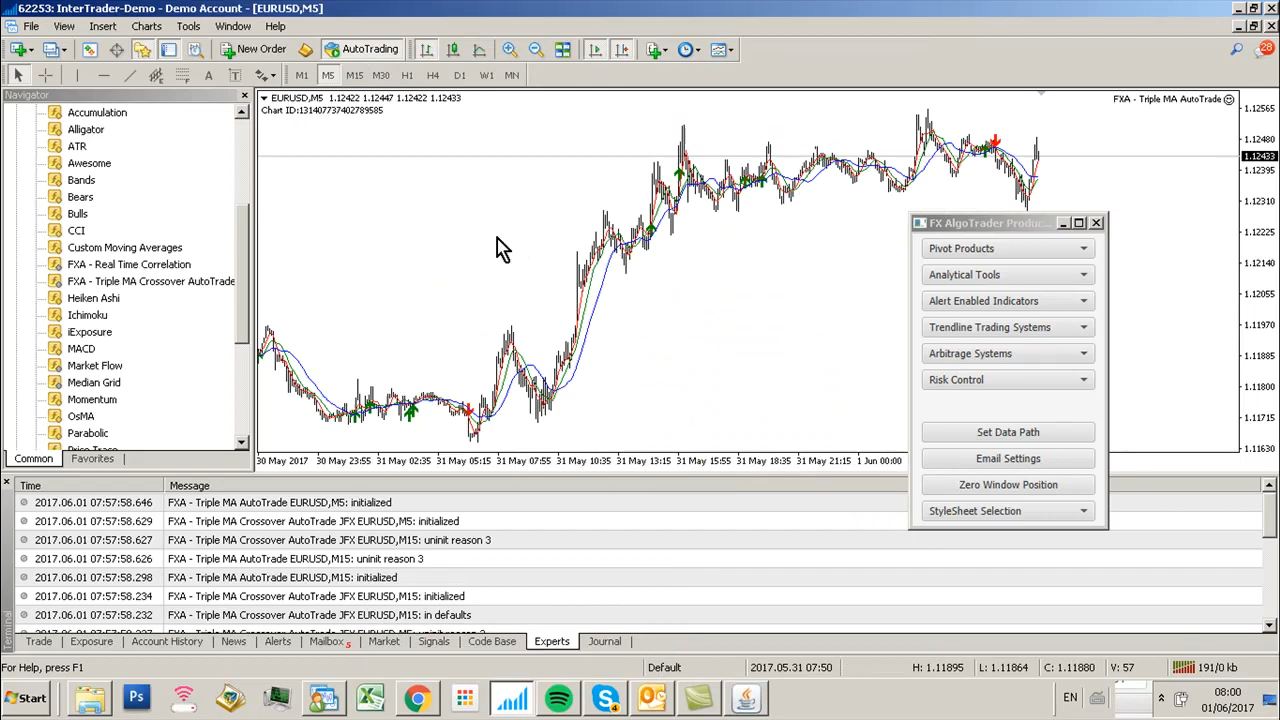 62253: InterTrader-Demo - Demo Account - [EURUSD,M5]
File View Insert Charts Tools Window Help
New Order AutoTrading 28
A T M1 M5 M15 M30 H1 H4 D1 W1 MN
Navigator
Accumulation
Alligator
ATR
Awesome
Bands
Bears
Bulls
CCI
Custom Moving Averages
FXA - Real Time Correlation
FXA - Triple MA Crossover AutoTrade
Heiken Ashi
Ichimoku
iExposure
MACD
Market Flow
Median Grid
Momentum
OsMA
Parabolic
Common Favorites
EURUSD,M5 1.12422 1.12447 1.12422 1.12433
Chart ID:131407737402789585
FXA - Triple MA AutoTrade
1.12565
1.12433
1.12395
1.12310
1.12225
1.12140
1.12055
1.11970
1.11885
1.11800
1.11715
1.11630
30 May 2017 30 May 23:55 31 May 02:35 31 May 05:15 31 May 07:55 31 May 10:35 31 May 13:15 31 May 15:55 31 May 18:35 31 May 21:15 1 Jun 00:00
FX AlgoTrader Produc...
Pivot Products
Analytical Tools
Alert Enabled Indicators
Trendline Trading Systems
Arbitrage Systems
Risk Control
Set Data Path
Email Settings
Zero Window Position
StyleSheet Selection
Time Message
2017.06.01 07:57:58.646 FXA - Triple MA AutoTrade EURUSD,M5: initialized
2017.06.01 07:57:58.629 FXA - Triple MA Crossover AutoTrade JFX EURUSD,M5: initialized
2017.06.01 07:57:58.627 FXA - Triple MA Crossover AutoTrade JFX EURUSD,M15: uninit reason 3
2017.06.01 07:57:58.626 FXA - Triple MA AutoTrade EURUSD,M15: uninit reason 3
2017.06.01 07:57:58.298 FXA - Triple MA AutoTrade EURUSD,M15: initialized
2017.06.01 07:57:58.234 FXA - Triple MA Crossover AutoTrade JFX EURUSD,M15: initialized
2017.06.01 07:57:58.232 FXA - Triple MA Crossover AutoTrade JFX EURUSD,M15: in defaults
Terminal
Trade Exposure Account History News Alerts Mailbox 5 Market Signals Code Base Experts Journal
For Help, press F1 Default 2017.05.31 07:50 H: 1.11895 L: 1.11864 C: 1.11880 V: 57 191/0 kb
Start Ps 4 EN 08:00
01/06/2017